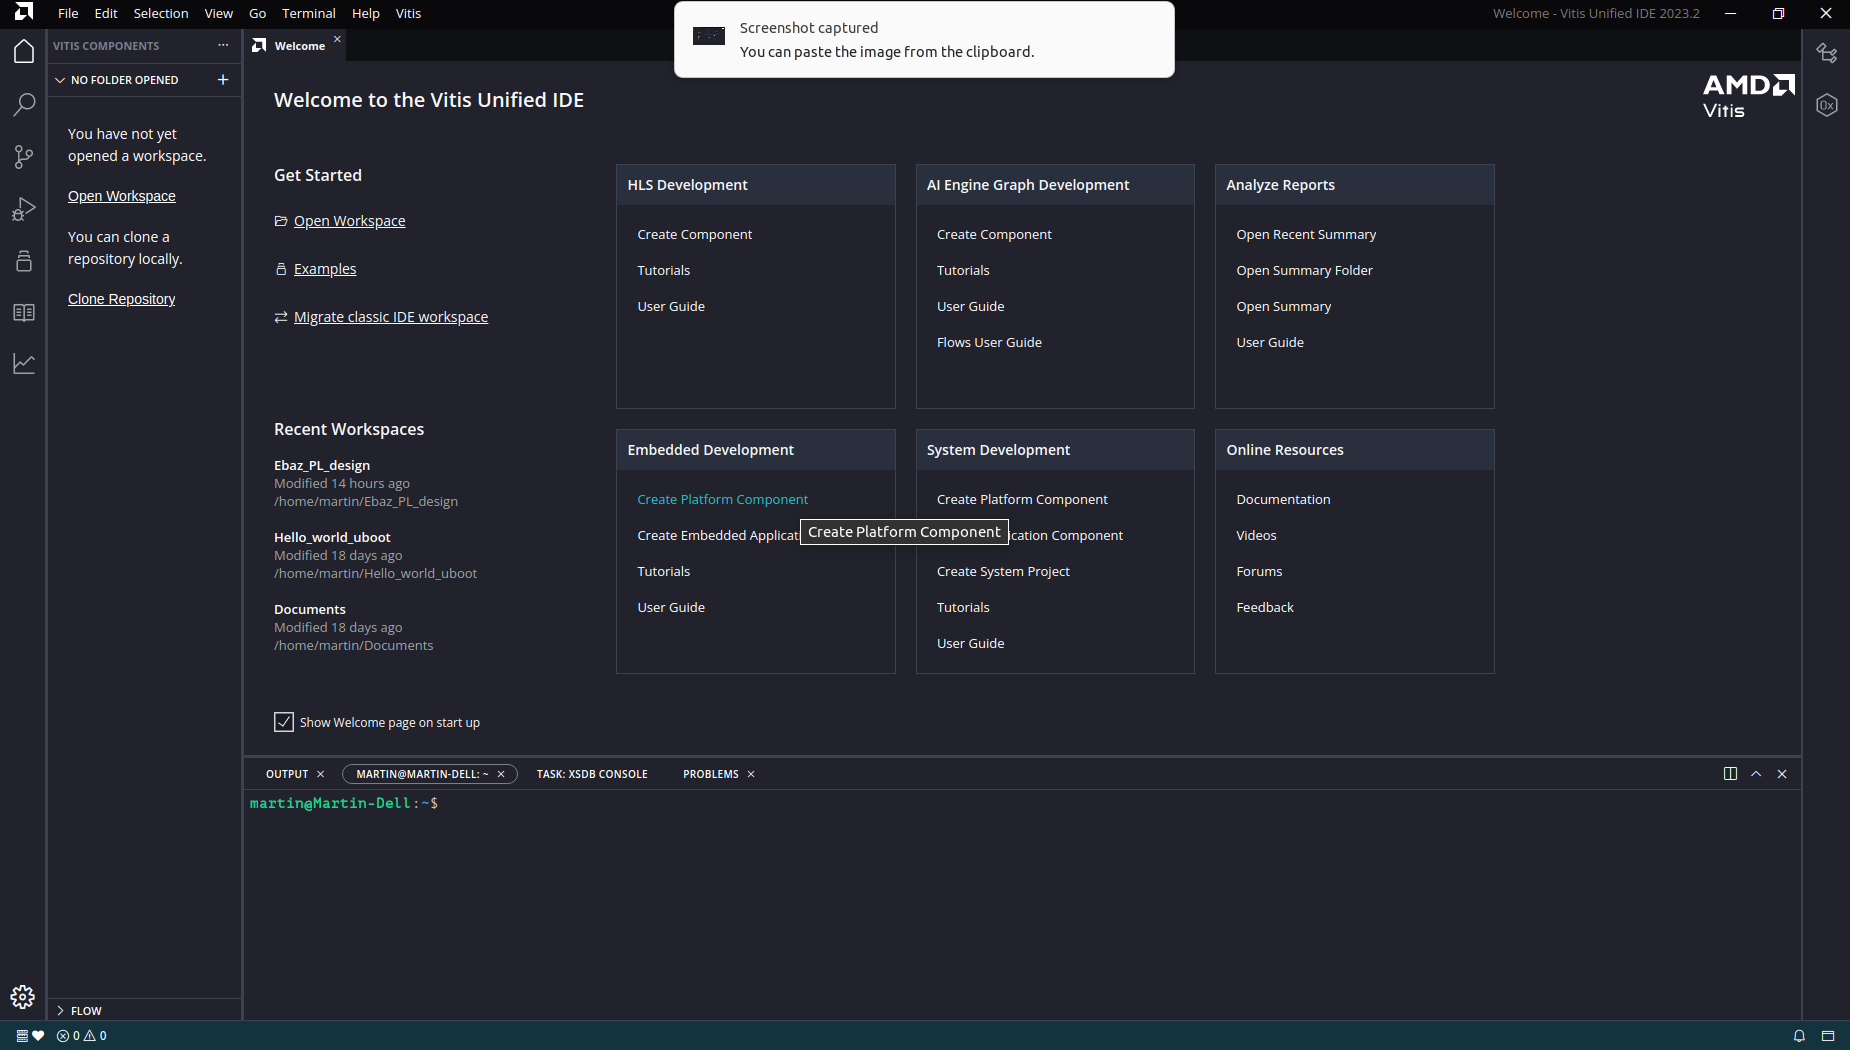 File Edit Selection View Go Terminal Help Vitis
Welcome - Vitis Unified IDE 2023.2
Screenshot captured
You can paste the image from the clipboard.
VITIS COMPONENTS
NO FOLDER OPENED
You have not yet
opened a workspace.
Open Workspace
You can clone a
repository locally.
Clone Repository
FLOW
Welcome
Welcome to the Vitis Unified IDE
AMD
Vitis
Get Started
Open Workspace
Examples
Migrate classic IDE workspace
Recent Workspaces
Ebaz_PL_design
Modified 14 hours ago
/home/martin/Ebaz_PL_design
Hello_world_uboot
Modified 18 days ago
/home/martin/Hello_world_uboot
Documents
Modified 18 days ago
/home/martin/Documents
Show Welcome page on start up
HLS Development
Create Component
Tutorials
User Guide
AI Engine Graph Development
Create Component
Tutorials
User Guide
Flows User Guide
Analyze Reports
Open Recent Summary
Open Summary Folder
Open Summary
User Guide
Embedded Development
Create Platform Component
Create Embedded Applicat
Tutorials
User Guide
Create Platform Component
System Development
Create Platform Component
ication Component
Create System Project
Tutorials
User Guide
Online Resources
Documentation
Videos
Forums
Feedback
0x
OUTPUT MARTIN@MARTIN-DELL: ~ TASK: XSDB CONSOLE PROBLEMS
martin@Martin-Dell:~$
0 0